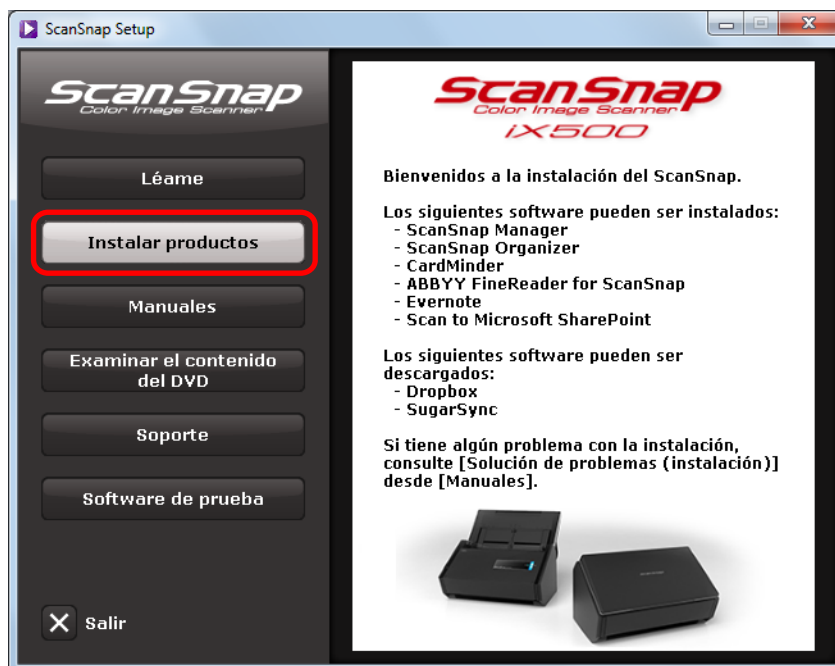 ScanSnap Setup
ScanSnap
Color Image Scanner
Léame
Instalar productos
Manuales
Examinar el contenido
del DVD
Soporte
Software de prueba
Salir
ScanSnap
Color Image Scanner
iX500
Bienvenidos a la instalación del ScanSnap.
Los siguientes software pueden ser instalados:
- ScanSnap Manager
- ScanSnap Organizer
- CardMinder
- ABBYY FineReader for ScanSnap
- Evernote
- Scan to Microsoft SharePoint
Los siguientes software pueden ser
descargados:
- Dropbox
- SugarSync
Si tiene algún problema con la instalación,
consulte [Solución de problemas (instalación)]
desde [Manuales].